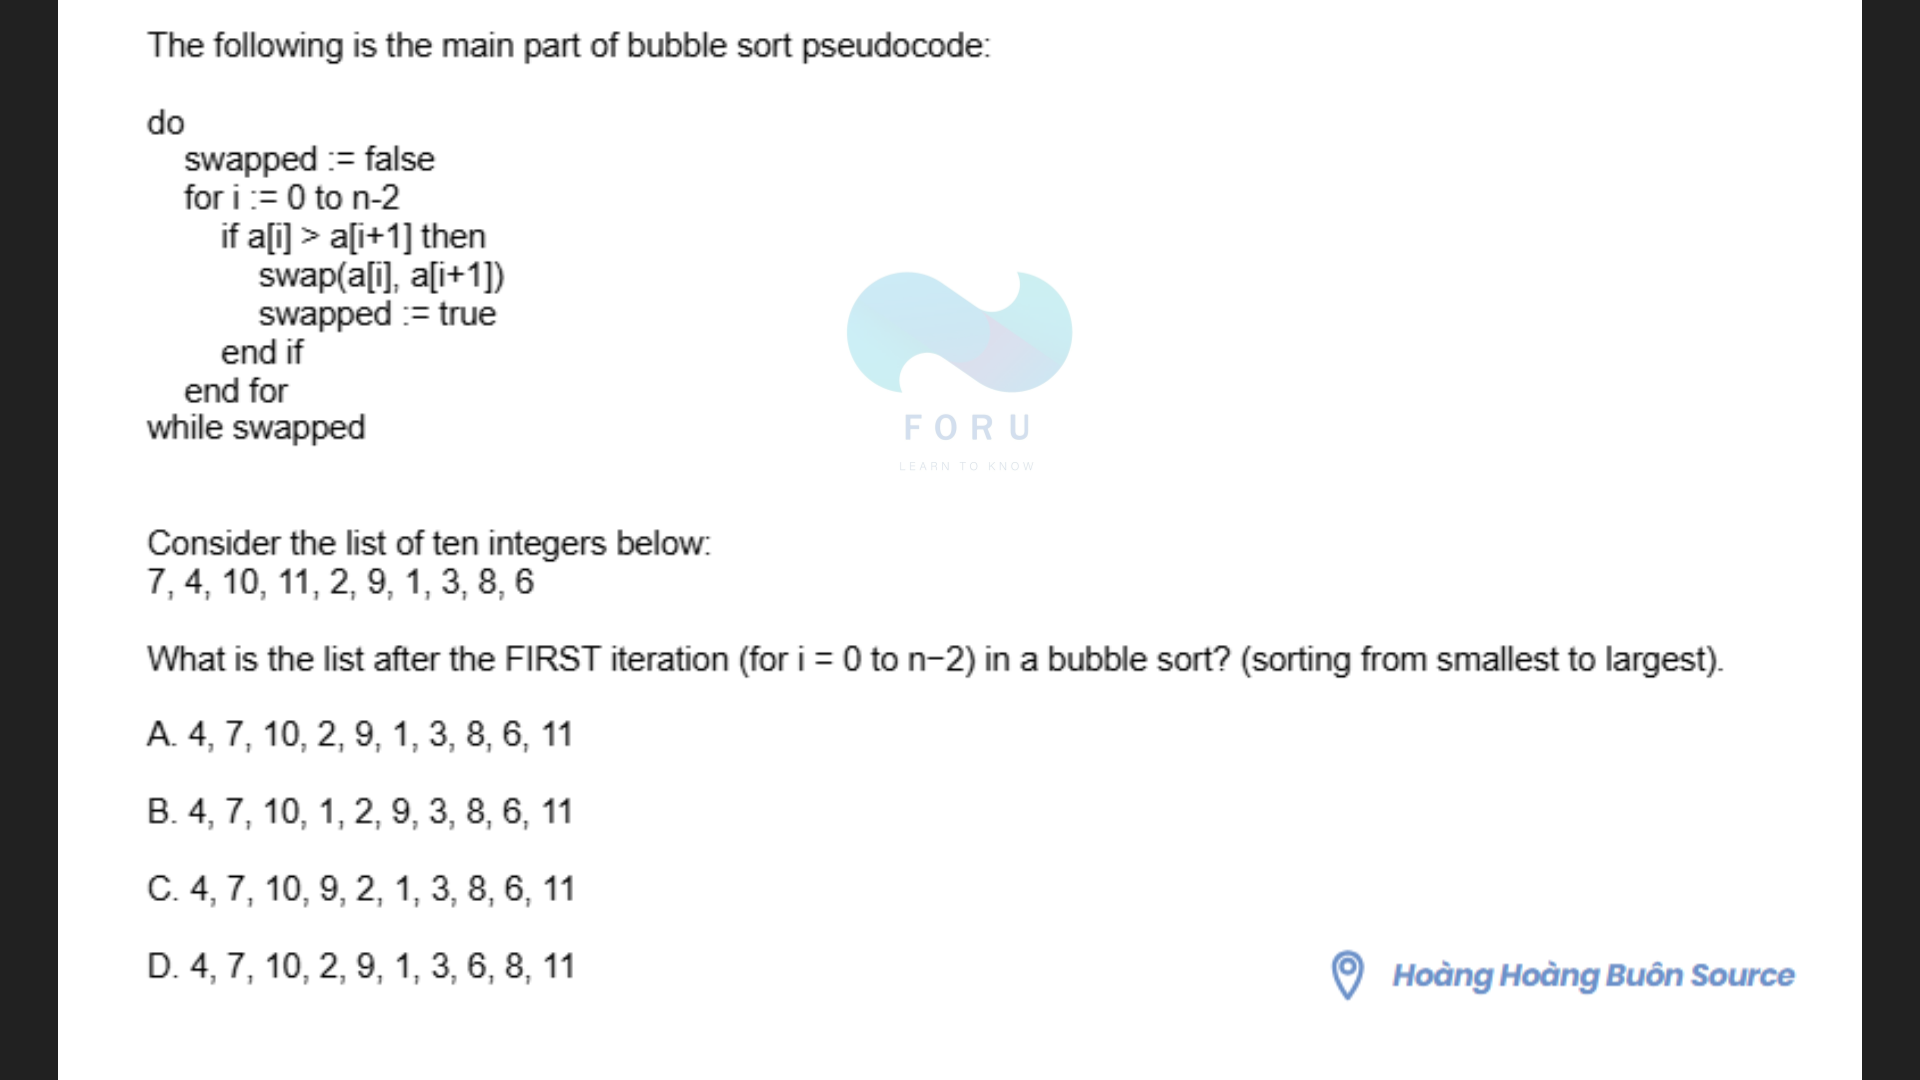 The following is the main part of bubble sort pseudocode:
do
swapped := false
for i := 0 to n-2
if a[i] > a[i+1] then
swap(a[i], a[i+1])
swapped := true
end if
end for
while swapped
FORU
LEARN TO KNOW
Consider the list of ten integers below:
7, 4, 10, 11, 2, 9, 1, 3, 8, 6
What is the list after the FIRST iteration (for i = 0 to n−2) in a bubble sort? (sorting from smallest to largest).
A. 4, 7, 10, 2, 9, 1, 3, 8, 6, 11
B. 4, 7, 10, 1, 2, 9, 3, 8, 6, 11
C. 4, 7, 10, 9, 2, 1, 3, 8, 6, 11
D. 4, 7, 10, 2, 9, 1, 3, 6, 8, 11
Hoàng Hoàng Buôn Source